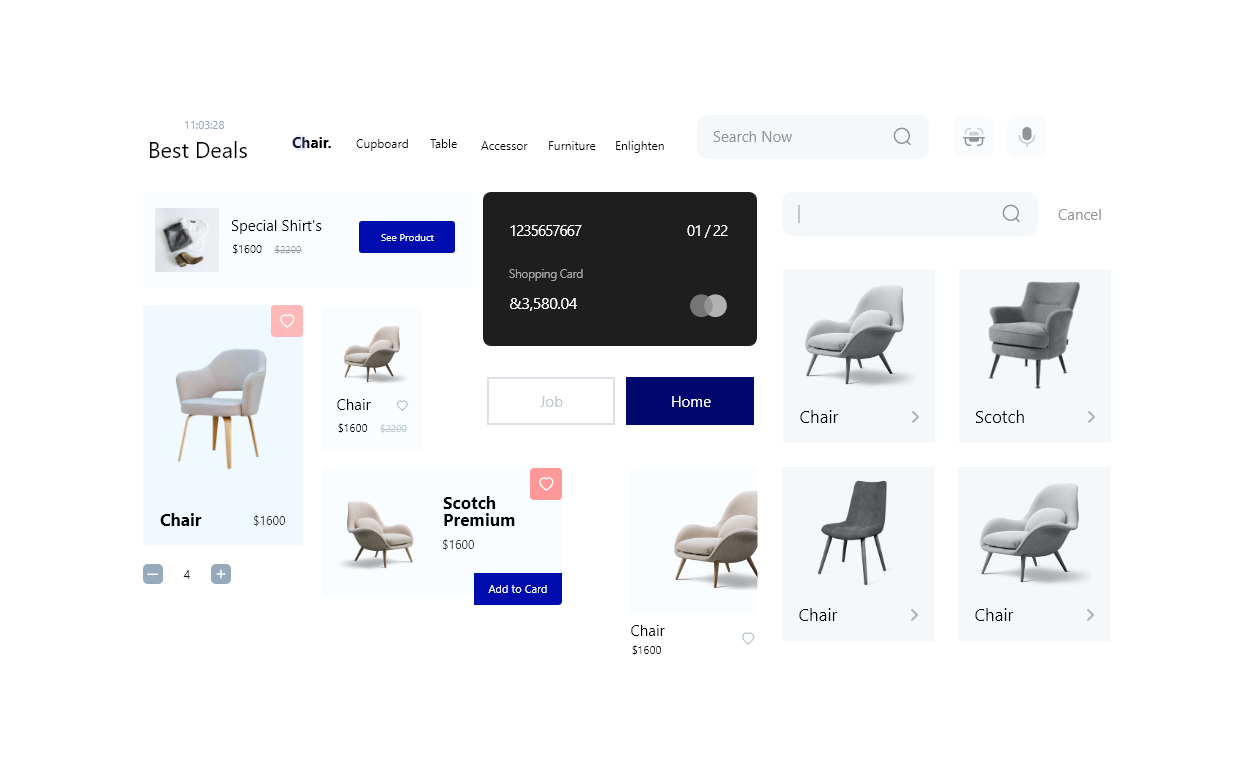 11:03:28
Best Deals
Chair.
Cupboard
Table
Accessor
Furniture
Enlighten
Search Now
Special Shirt's
$1600
$2200
See Product
1235657667
01 / 22
Shopping Card
&3,580.04
Cancel
Chair
$1600
4
Chair
$1600
$2200
Job
Home
Scotch
Premium
$1600
Add to Card
Chair
$1600
Chair
Scotch
Chair
Chair